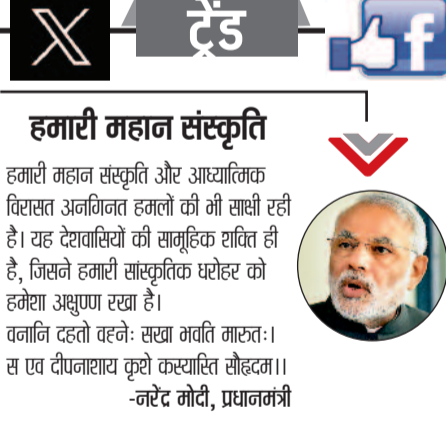 X
ट्रेंड
f
हमारी महान संस्कृति
हमारी महान संस्कृति और आध्यात्मिक
विरासत अनगिनत हमलों की भी साक्षी रही
है। यह देशवासियों की सामूहिक शक्ति ही
है, जिसने हमारी सांस्कृतिक धरोहर को
हमेशा अक्षुण्ण रखा है।
वनानि दहतो वह्नेः सखा भवति मारुतः।
स एव दीपनाशाय कृशे कस्यास्ति सौहृदम।।
-नरेंद्र मोदी, प्रधानमंत्री